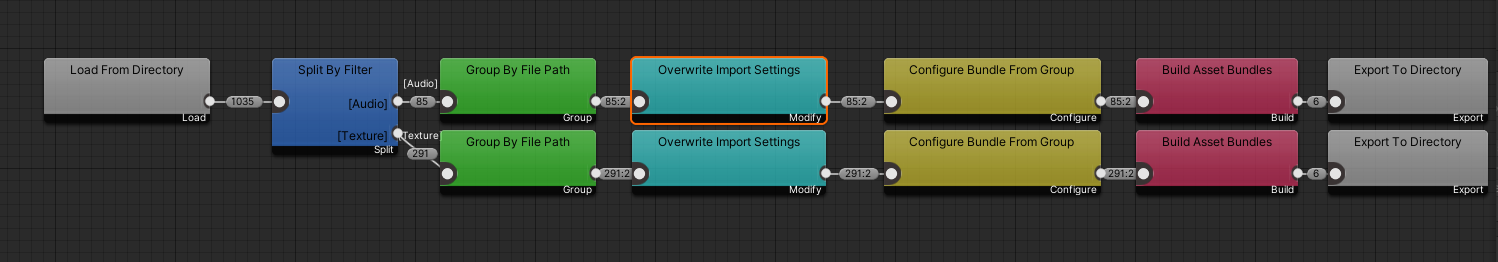 Load From Directory
Load
1035
Split By Filter
[Audio]
[Texture]
Split
[Audio]
85
[Texture
291
Group By File Path
Group
85:2
Overwrite Import Settings
Modify
85:2
Configure Bundle From Group
Configure
85:2
Build Asset Bundles
Build
6
Export To Directory
Export
Group By File Path
Group
291:2
Overwrite Import Settings
Modify
291:2
Configure Bundle From Group
Configure
291:2
Build Asset Bundles
Build
6
Export To Directory
Export